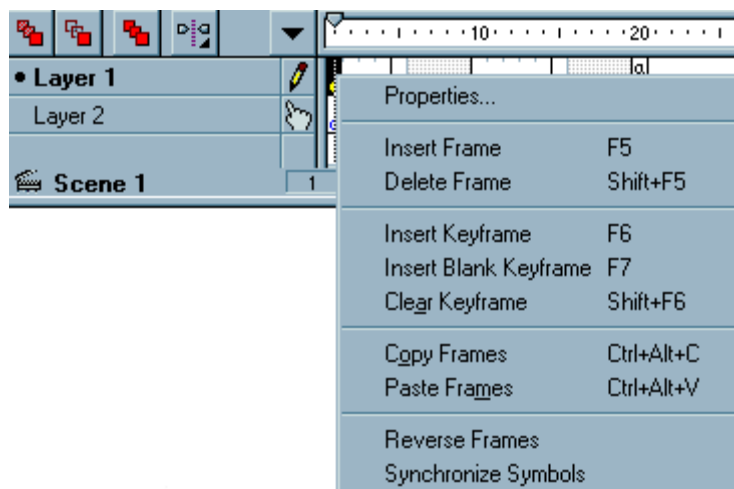 10 20
• Layer 1
a
Layer 2
Scene 1 1
Properties...
Insert Frame F5
Delete Frame Shift+F5
Insert Keyframe F6
Insert Blank Keyframe F7
Clear Keyframe Shift+F6
Copy Frames Ctrl+Alt+C
Paste Frames Ctrl+Alt+V
Reverse Frames
Synchronize Symbols